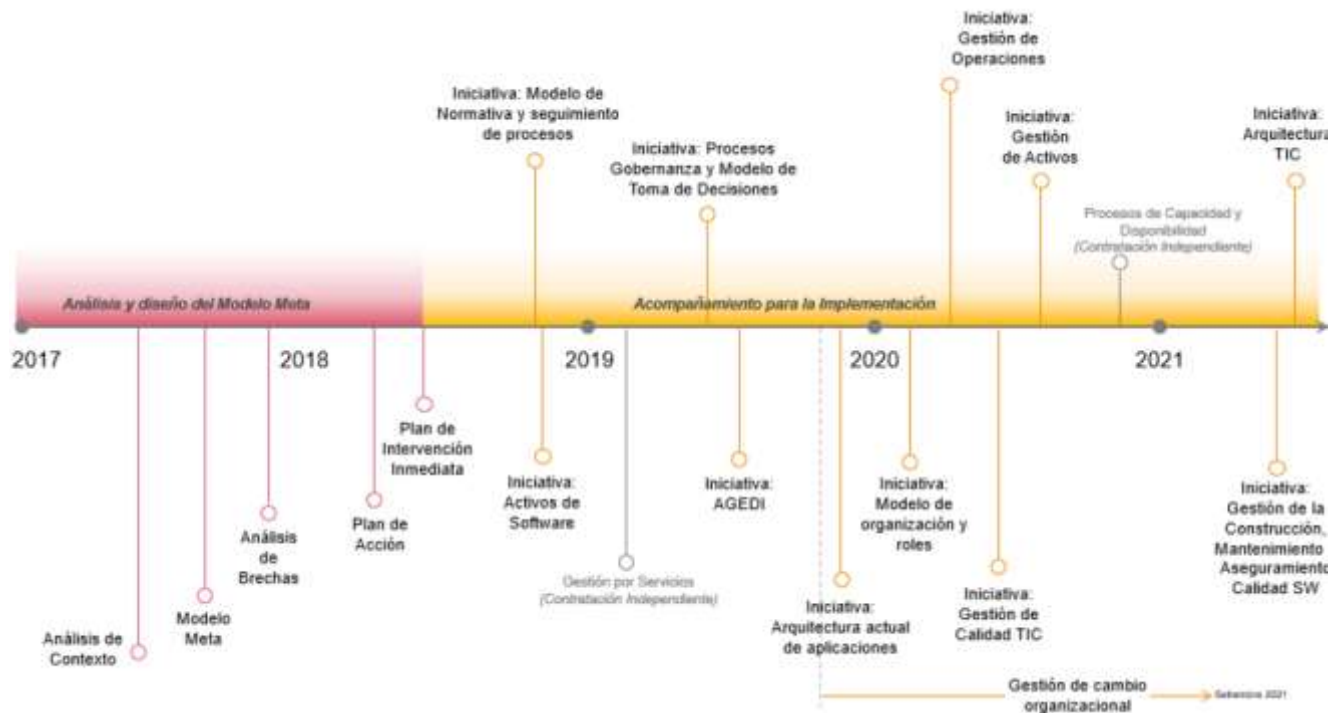 Iniciativa:
Gestión de
Operaciones
Iniciativa: Modelo de
Normativa y seguimiento
de procesos
Iniciativa: Procesos
Gobernanza y Modelo de
Toma de Decisiones
Iniciativa:
Gestión
de Activos
Iniciativa:
Arquitectura
TIC
Procesos de Capacidad y
Disponibilidad
(Contratación Independiente)
Análisis y diseño del Modelo Meta
Acompañamiento para la Implementación
2017
2018
2019
2020
2021
Análisis de
Contexto
Modelo
Meta
Análisis
de
Brechas
Plan de
Acción
Plan de
Intervención
Inmediata
Iniciativa:
Activos de
Software
Gestión por Servicios
(Contratación Independiente)
Iniciativa:
AGEDI
Iniciativa:
Arquitectura actual
de aplicaciones
Iniciativa:
Modelo de
organización y
roles
Iniciativa:
Gestión de
Calidad TIC
Iniciativa:
Gestión de la
Construcción,
Mantenimiento
Aseguramiento
Calidad SW
Gestión de cambio
organizacional
Setiembre 2021